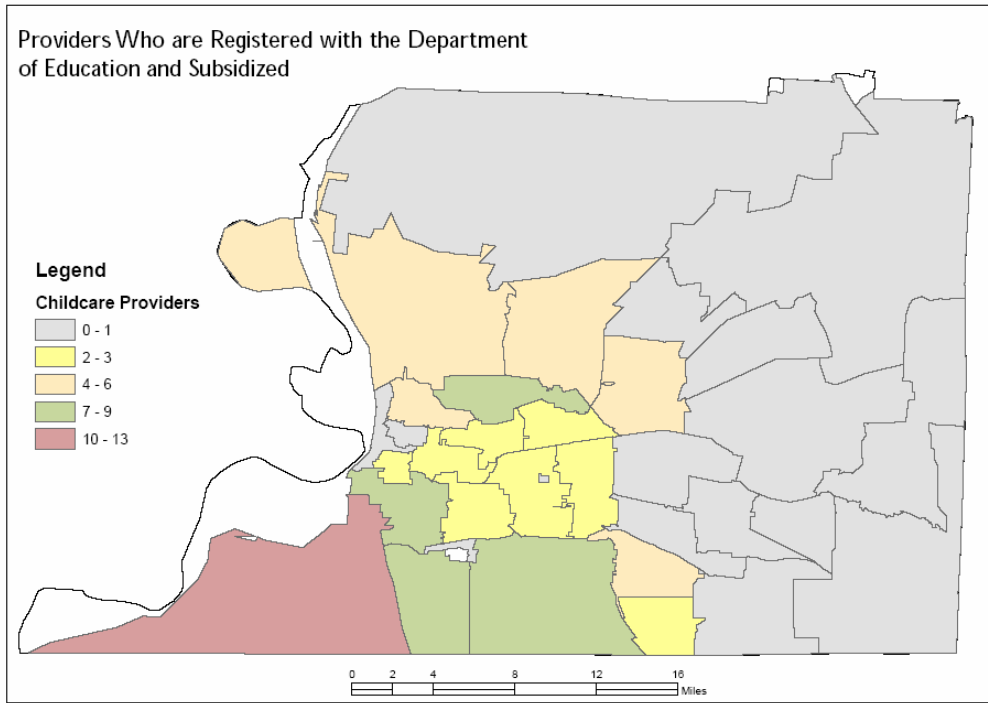 Providers Who are Registered with the Department
of Education and Subsidized
Legend
Childcare Providers
0 - 1
2 - 3
4 - 6
7 - 9
10 - 13
0 2 4 8 12 16
Miles